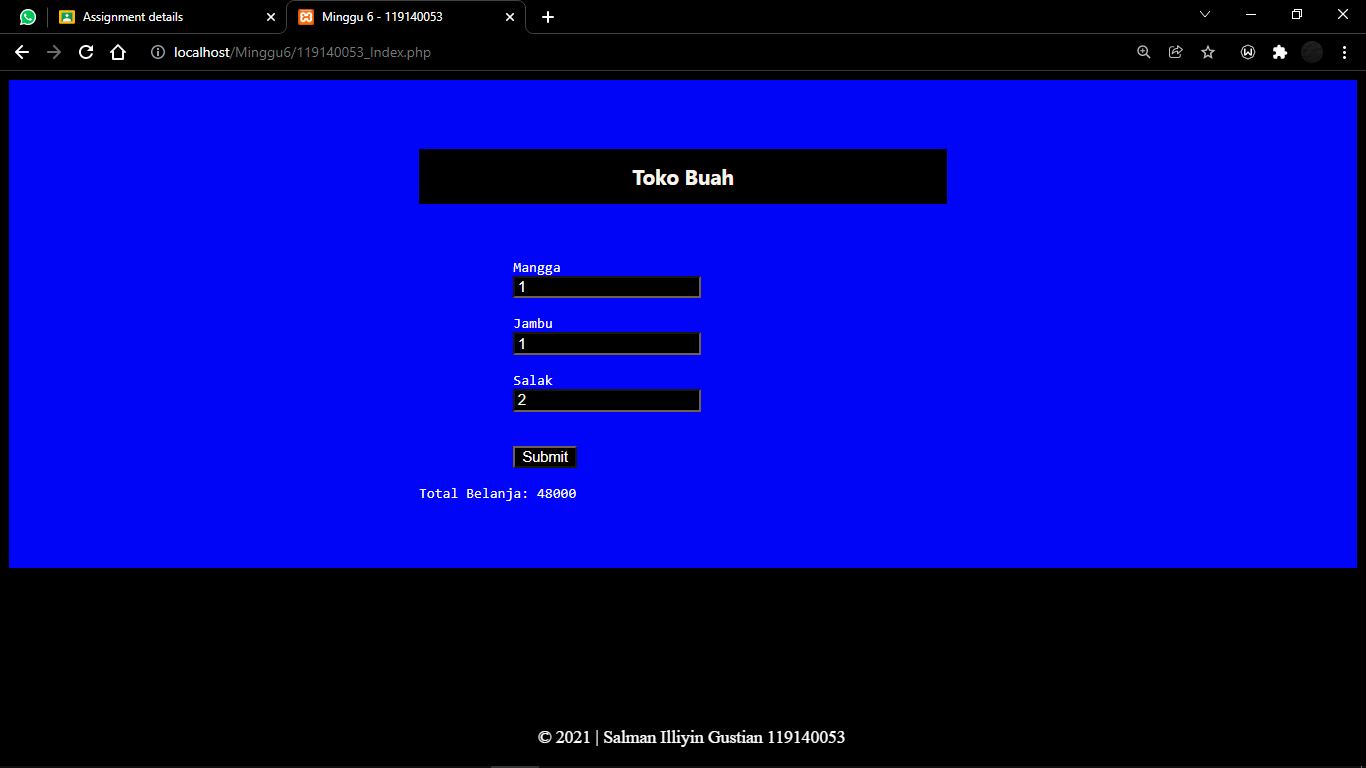 Assignment details
Minggu 6 - 119140053
localhost/Minggu6/119140053_Index.php
Toko Buah
Mangga
1
Jambu
1
Salak
2
Submit
Total Belanja: 48000
© 2021 | Salman Illiyin Gustian 119140053